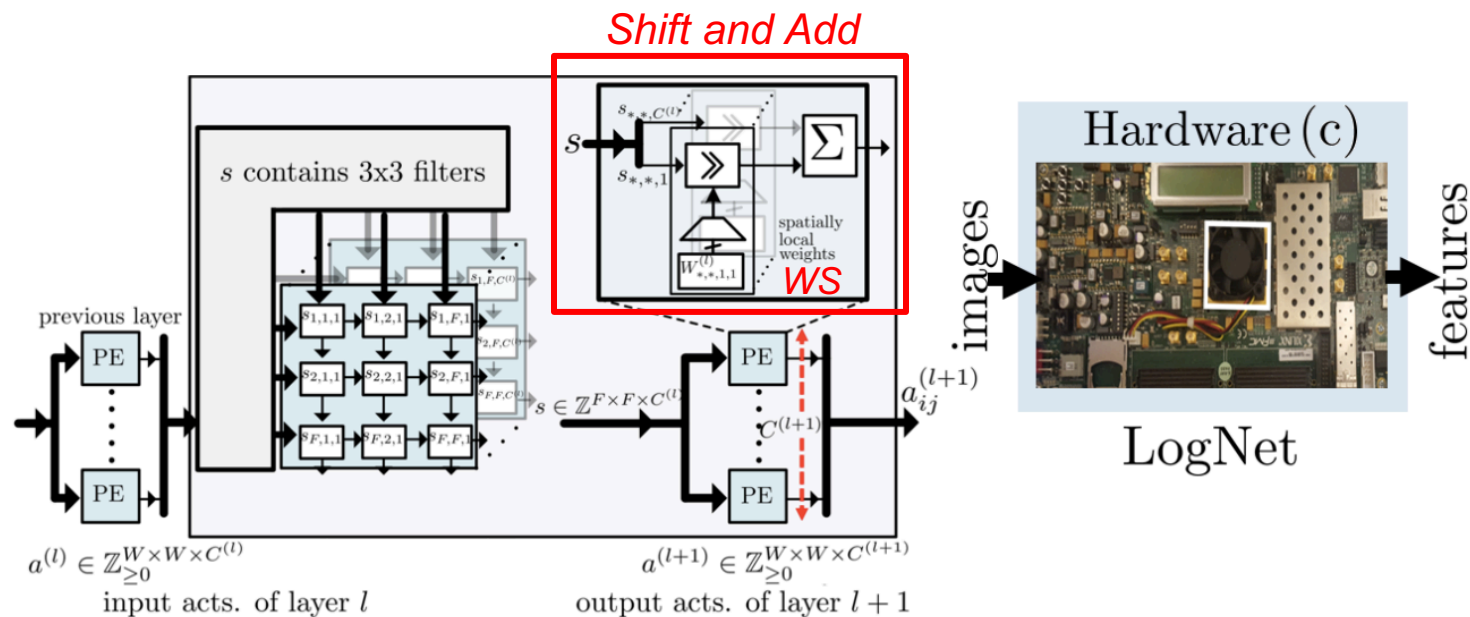 Shift and Add
s contains 3x3 filters
s
s_{*,*,C^{(l)}}
s_{*,*,1}
≫
≫
Σ
spatially
local
weights
W^{(l)}_{*,*,1,1}
WS
previous layer
PE
PE
s_{1,F,C^{(l)}}
s_{2,F,C^{(l)}}
s_{F,F,C^{(l)}}
s_{1,1,1} s_{1,2,1} s_{1,F,1}
s_{2,1,1} s_{2,2,1} s_{2,F,1}
s_{F,1,1} s_{F,2,1} s_{F,F,1}
s ∈ ℤ^{F×F×C^{(l)}}
PE
C^{(l+1)}
PE
a^{(l+1)}_{ij}
a^{(l)} ∈ ℤ^{W×W×C^{(l)}}_{≥0}
input acts. of layer l
a^{(l+1)} ∈ ℤ^{W×W×C^{(l+1)}}_{≥0}
output acts. of layer l + 1
images
Hardware (c)
features
LogNet